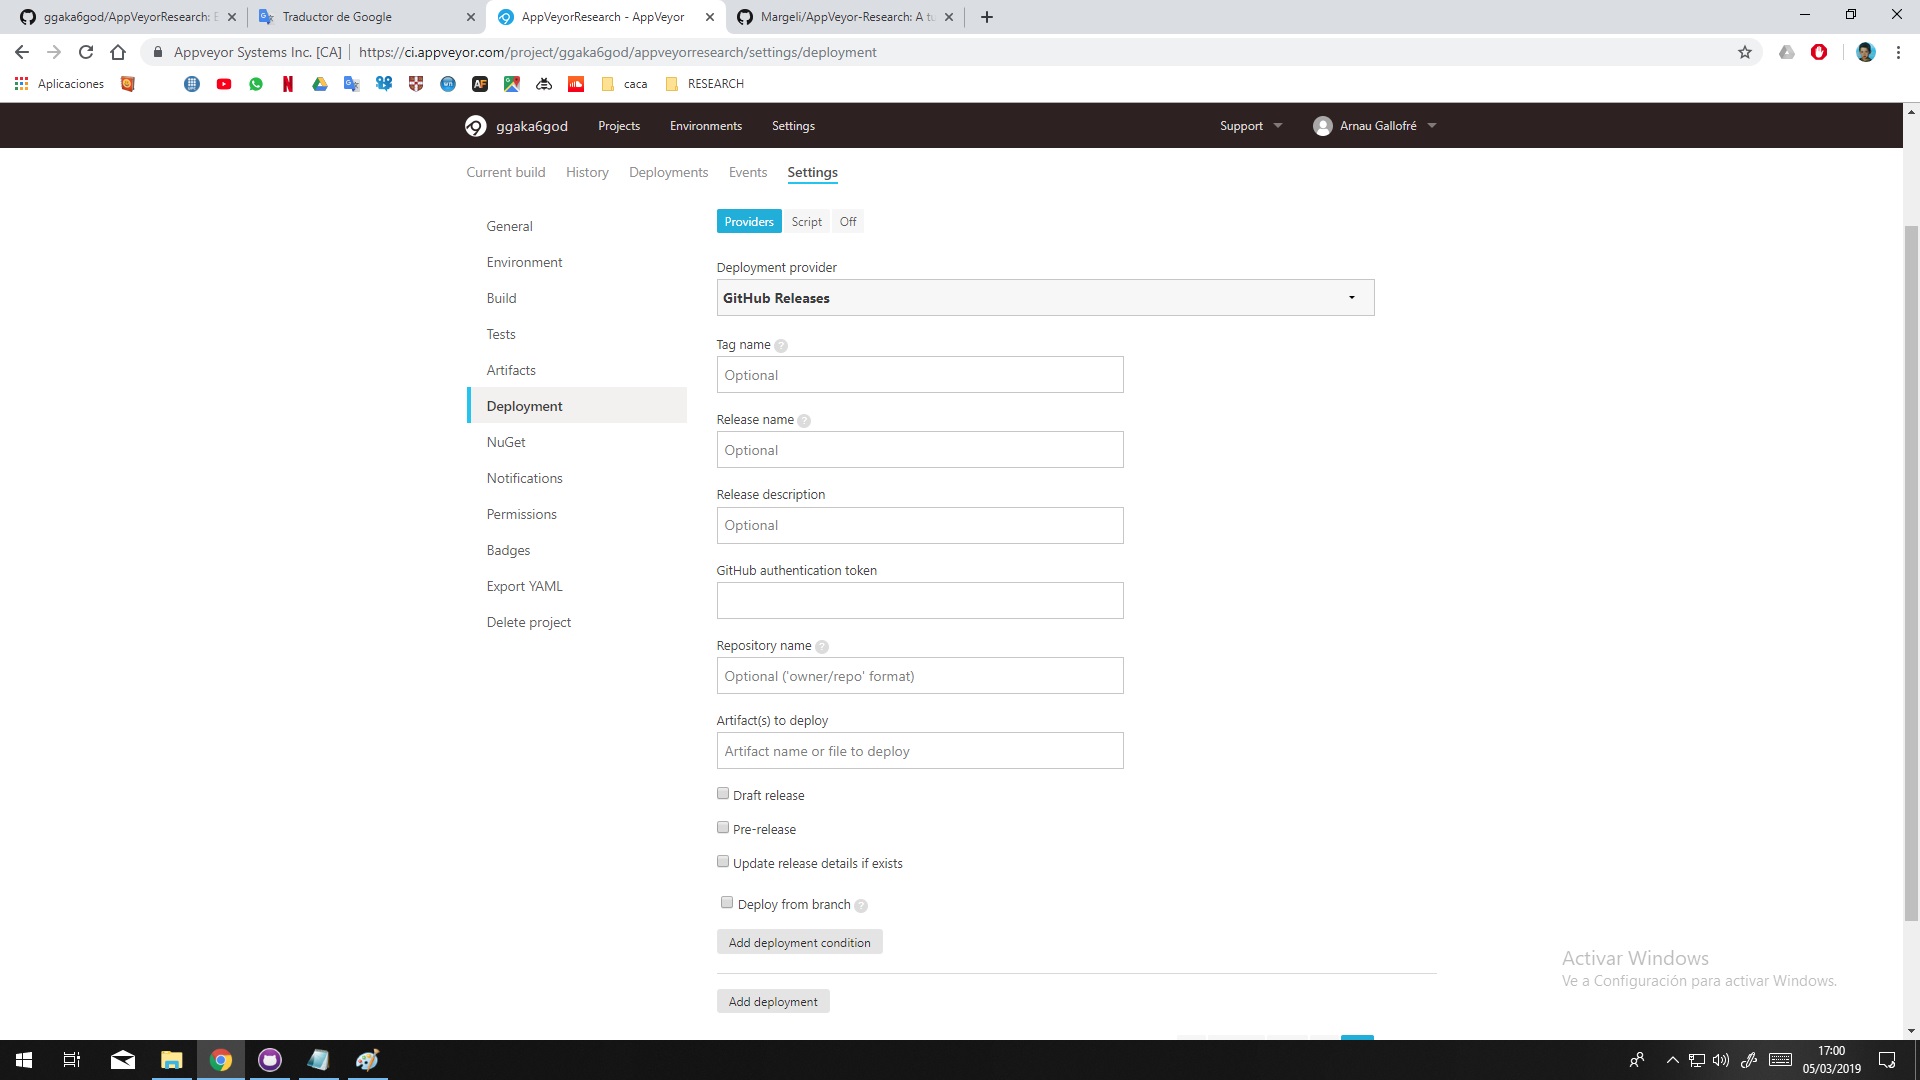 ggaka6god/AppVeyorResearch: E
Traductor de Google
AppVeyorResearch - AppVeyor
Margeli/AppVeyor-Research: A tu
Appveyor Systems Inc. [CA]
https://ci.appveyor.com/project/ggaka6god/appveyorresearch/settings/deployment
Aplicaciones
caca
RESEARCH
ggaka6god
Projects
Environments
Settings
Support
Arnau Gallofré
Current build
History
Deployments
Events
Settings
General
Environment
Build
Tests
Artifacts
Deployment
NuGet
Notifications
Permissions
Badges
Export YAML
Delete project
Providers
Script
Off
Deployment provider
GitHub Releases
Tag name ?
Optional
Release name ?
Optional
Release description
Optional
GitHub authentication token
Repository name ?
Optional ('owner/repo' format)
Artifact(s) to deploy
Artifact name or file to deploy
Draft release
Pre-release
Update release details if exists
Deploy from branch ?
Add deployment condition
Add deployment
Activar Windows
Ve a Configuración para activar Windows.
17:00
05/03/2019